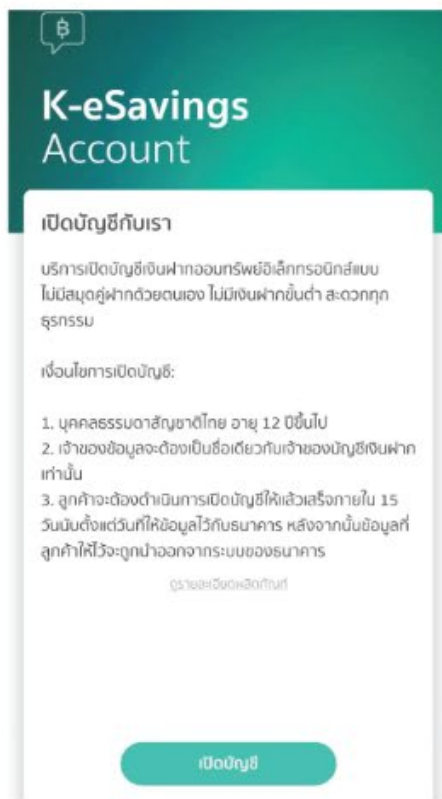 ฿
K-eSavings
Account
เปิดบัญชีกับเรา
บริการเปิดบัญชีเงินฝากออมทรัพย์อิเล็กทรอนิกส์แบบ
ไม่มีสมุดคู่ฝากด้วยตนเอง ไม่มีเงินฝากขั้นต่ำ สะดวกทุก
ธุรกรรม
เงื่อนไขการเปิดบัญชี:
1. บุคคลธรรมดาสัญชาติไทย อายุ 12 ปีขึ้นไป
2. เจ้าของข้อมูลจะต้องเป็นชื่อเดียวกับเจ้าของบัญชีเงินฝาก
เท่านั้น
3. ลูกค้าจะต้องดำเนินการเปิดบัญชีให้แล้วเสร็จภายใน 15
วันนับตั้งแต่วันที่ให้ข้อมูลไว้กับธนาคาร หลังจากนั้นข้อมูลที่
ลูกค้าให้ไว้จะถูกนำออกจากระบบของธนาคาร
ดูรายละเอียดผลิตภัณฑ์
เปิดบัญชี